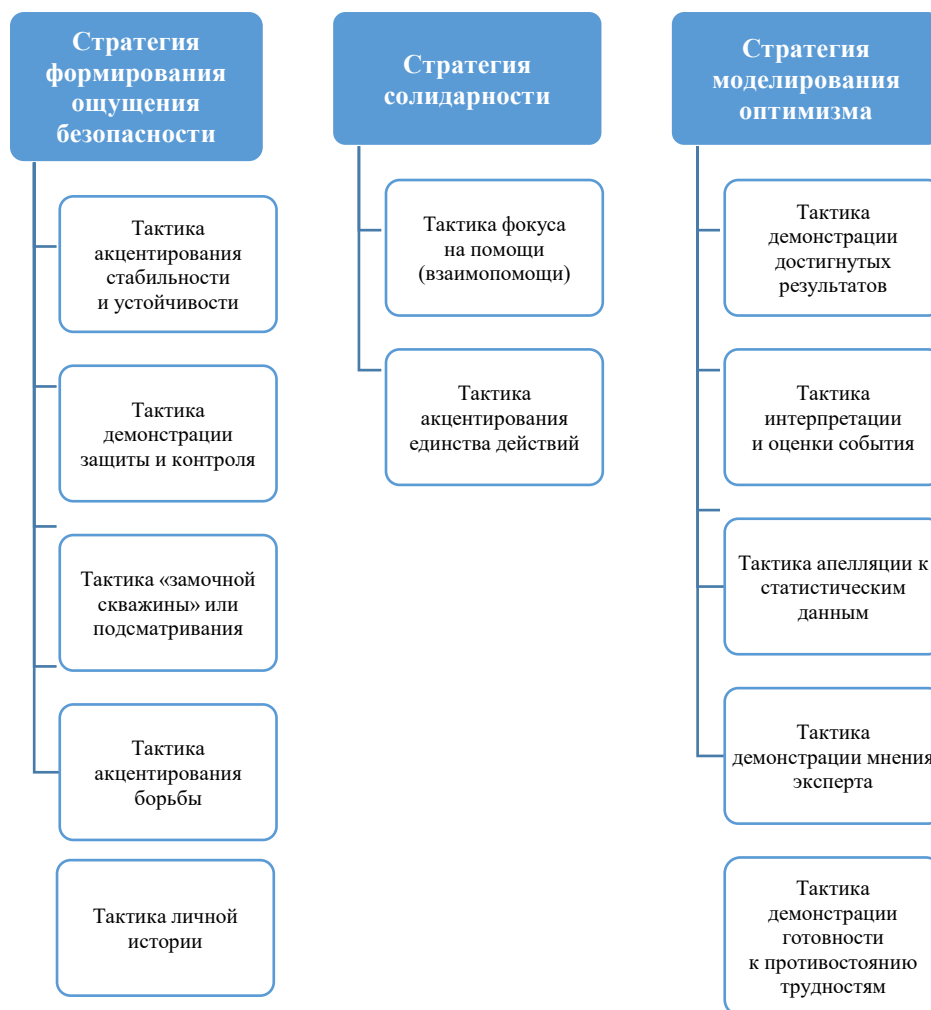 Стратегия
формирования
ощущения
безопасности
Тактика
акцентирования
стабильности
и устойчивости
Тактика
демонстрации
защиты и контроля
Тактика «замочной
скважины» или
подсматривания
Тактика
акцентирования
борьбы
Тактика личной
истории
Стратегия
солидарности
Тактика фокуса
на помощи
(взаимопомощи)
Тактика
акцентирования
единства действий
Стратегия
моделирования
оптимизма
Тактика
демонстрации
достигнутых
результатов
Тактика
интерпретации
и оценки события
Тактика апелляции к
статистическим
данным
Тактика
демонстрации мнения
эксперта
Тактика
демонстрации
готовности
к противостоянию
трудностям